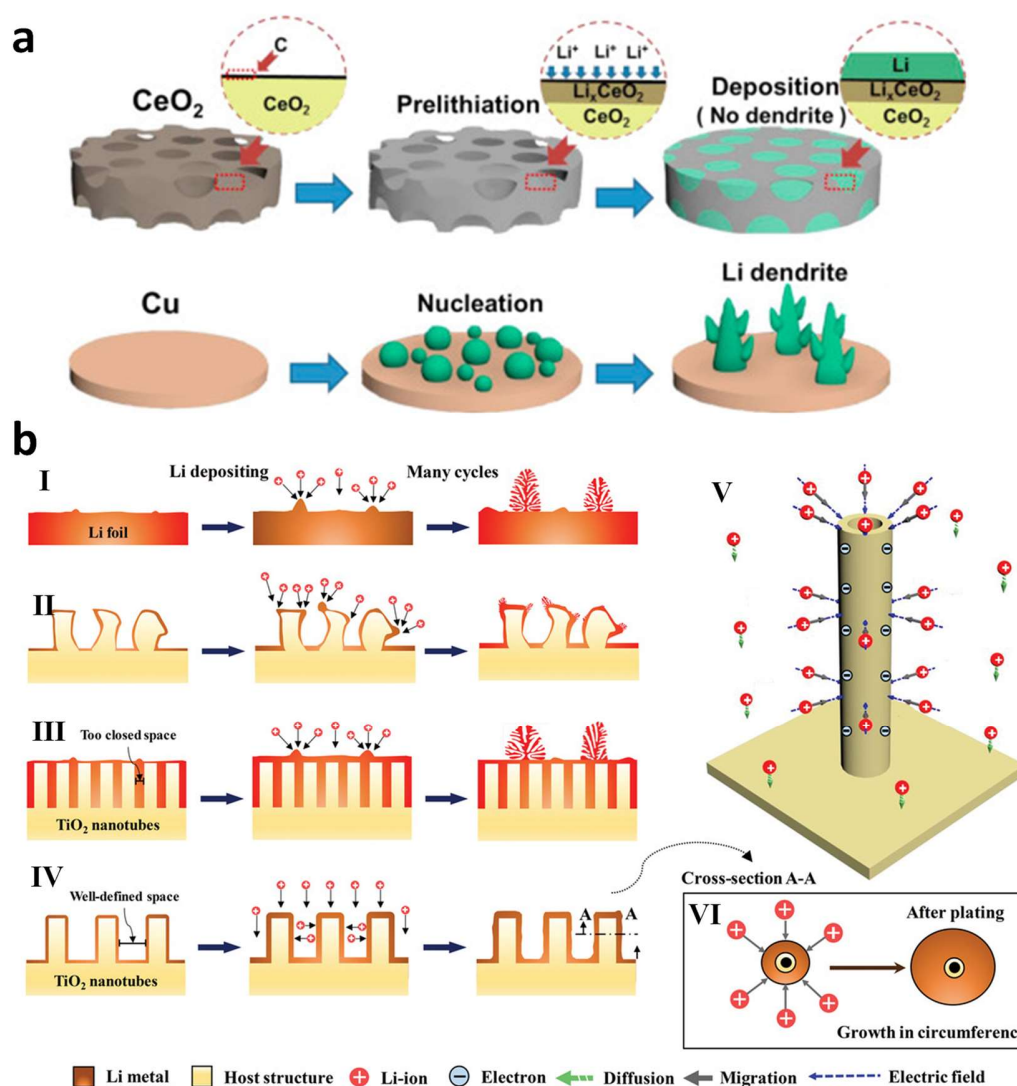 a
C
CeO2
CeO2
Prelithiation
Li+ Li+ Li+
LixCeO2
CeO2
Deposition
( No dendrite )
Li
LixCeO2
CeO2
Cu
Nucleation
Li dendrite
b
I
Li foil
Li depositing
Many cycles
II
III
Too closed space
TiO2 nanotubes
IV
Well-defined space
TiO2 nanotubes
A A
V
Cross-section A-A
VI
After plating
Growth in circumference
Li metal Host structure Li-ion Electron Diffusion Migration Electric field